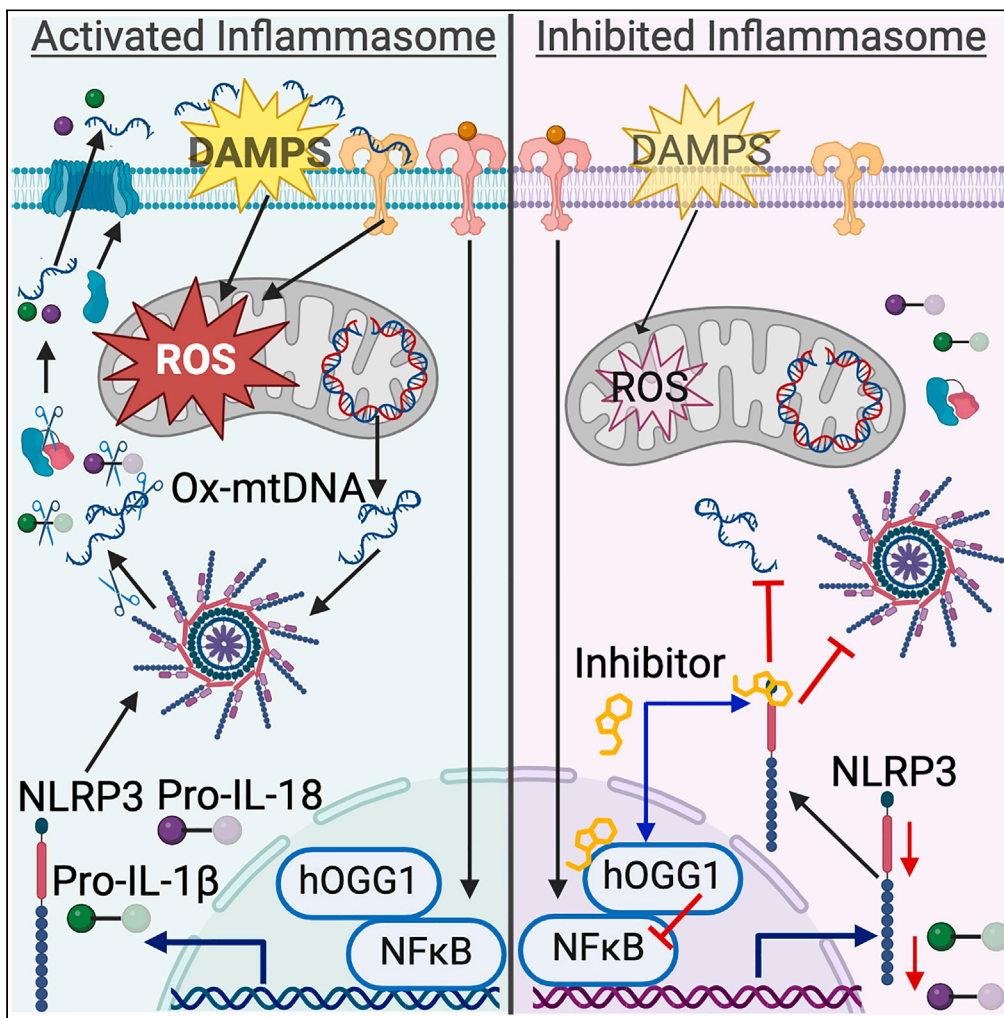 Activated Inflammasome
DAMPS
ROS
Ox-mtDNA
NLRP3 Pro-IL-18
Pro-IL-1β
hOGG1
NFκB
Inhibited Inflammasome
DAMPS
ROS
Inhibitor
NLRP3
hOGG1
NFκB